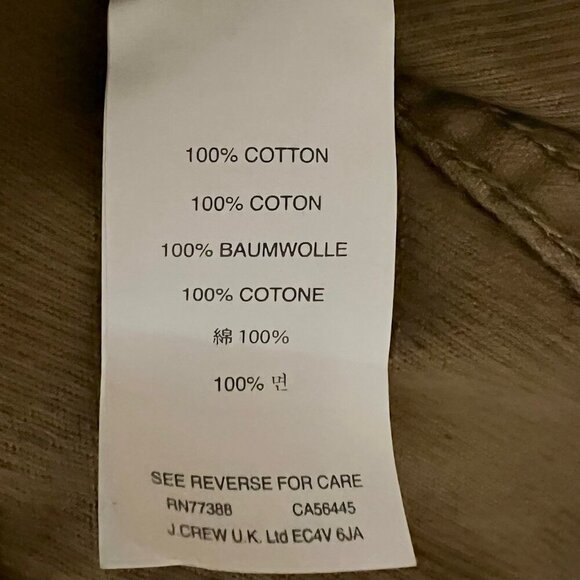 100% COTTON
100% COTON
100% BAUMWOLLE
100% COTONE
綿 100%
100% 면
SEE REVERSE FOR CARE
RN77388 CA56445
J.CREW U.K. Ltd EC4V 6JA